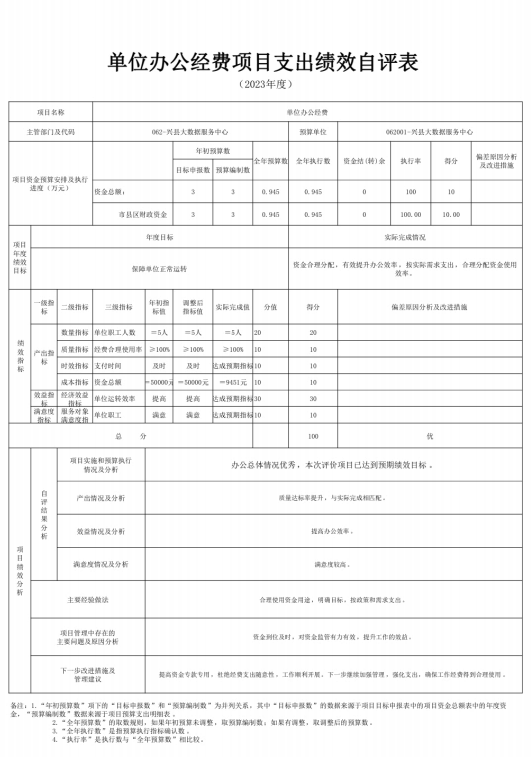 单位办公经费项目支出绩效自评表
（2023年度）
项目名称 单位办公经费
主管部门及代码 062-兴县大数据服务中心 预算单位 062001-兴县大数据服务中心
项目资金预算安排及执行进度（万元） 年初预算数 全年预算数 全年执行数 资金结(转)余 执行率 得分 偏差原因分析及改进措施
目标申报数 预算编制数
资金总额： 3 3 0.945 0.945 0 100 10
市县区财政资金 3 3 0.945 0.945 0 100.00 10.00
项目年度绩效目标 年度目标 实际完成情况
保障单位正常运转 资金合理分配，有效提升办公效率。按实际需求支出，合理分配资金使用效率。
绩效指标 一级指标 二级指标 三级指标 年初指标值 调整后指标值 实际完成值 分值 得分 偏差原因分析及改进措施
产出指标 数量指标 单位职工人数 ＝5人 ＝5人 ＝5人 20 20
质量指标 经费合理使用率 ≥100% ≥100% ≥100% 10 10
时效指标 支付时间 及时 及时 达成预期指标 10 10
成本指标 资金总额 ＝50000元 ＝50000元 ＝9451元 10 10
效益指标 经济效益指标 单位运转效率 提高 提高 达成预期指标 30 30
满意度指标 服务对象满意度指 单位职工 满意 满意 达成预期指标 10 10
总 分 100 优
项目绩效分析 自评结果分析 项目实施和预算执行情况及分析 办公总体情况优秀，本次评价项目已达到预期绩效目标。
产出情况及分析 质量达标率提升，与实际完成相匹配。
效益情况及分析 提高办公效率。
满意度情况及分析 满意度较高。
主要经验做法 合理使用资金用途，明确目标。按政策和需求支出。
项目管理中存在的主要问题及原因分析 资金到位及时，对资金监管有力有效，提升工作的效益。
下一步改进措施及管理建议 提高资金专款专用，杜绝经费支出随意性，工作顺利开展。下一步继续加强管理，强化支出，确保工作经费得到合理使用。
备注：1.“年初预算数”项下的“目标申报数”和“预算编制数”为并列关系，其中“目标申报数”的数据来源于项目目标申报表中的项目资金总额表中的年度资
金，“预算编制数”数据来源于项目预算支出明细表。
2.“全年预算数”的取数规则，如果年初预算未调整，取预算编制数；如果有调整，取调整后的预算数。
3.“全年执行数”是指预算执行指标确认数。
4.“执行率”是执行数与“全年预算数”相比较。